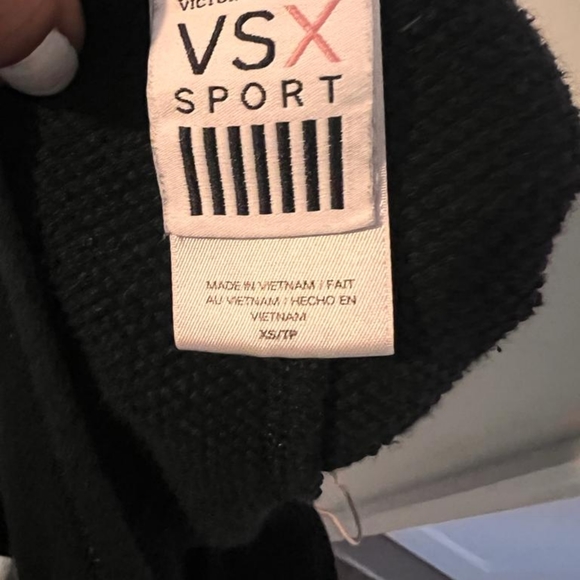 VSX
SPORT
MADE IN VIETNAM / FAIT
AU VIETNAM / HECHO EN
VIETNAM
XS/TP